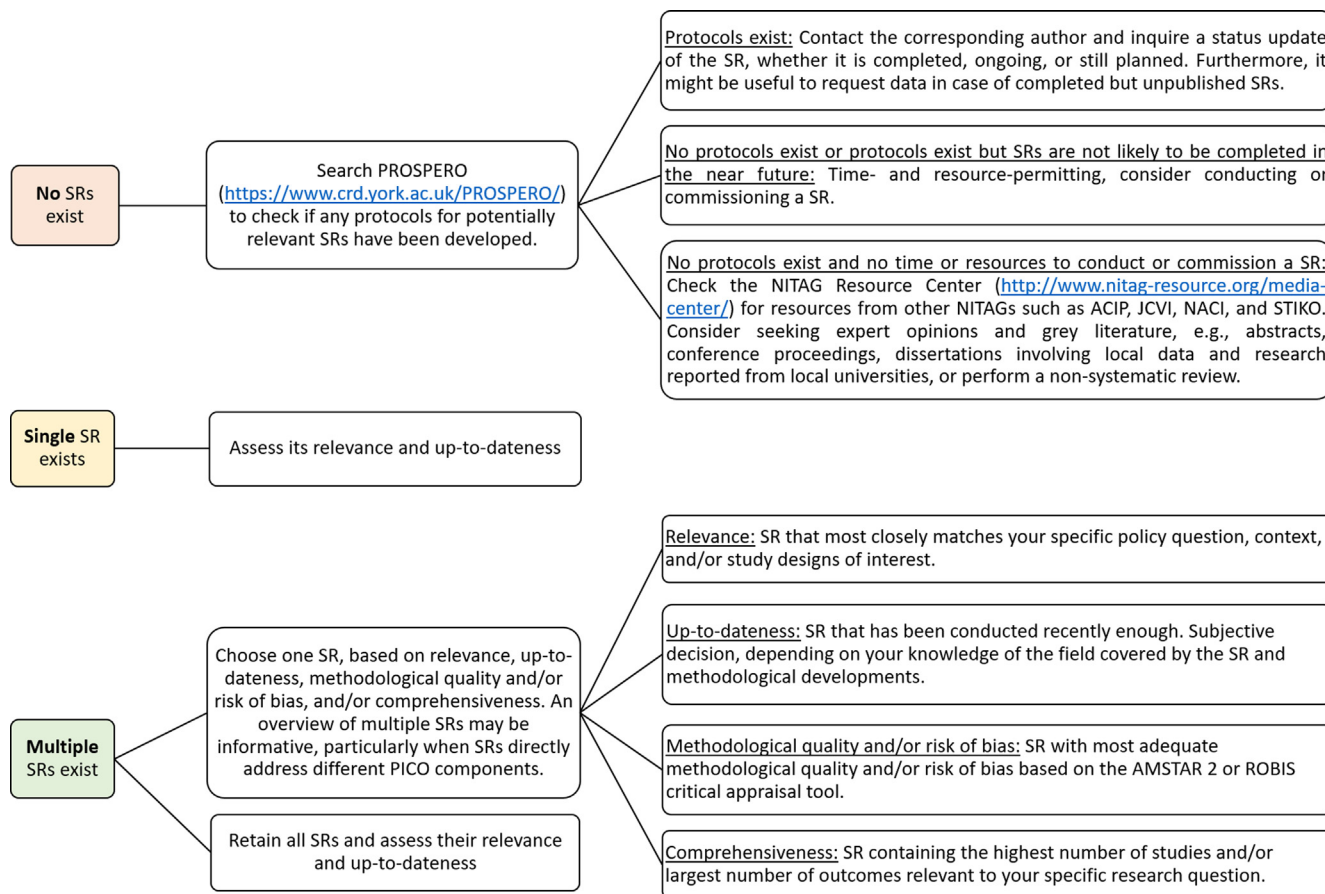 Protocols exist: Contact the corresponding author and inquire a status update
of the SR, whether it is completed, ongoing, or still planned. Furthermore, it
might be useful to request data in case of completed but unpublished SRs.
No SRs
exist
Search PROSPERO
(https://www.crd.york.ac.uk/PROSPERO/)
to check if any protocols for potentially
relevant SRs have been developed.
No protocols exist or protocols exist but SRs are not likely to be completed in
the near future: Time- and resource-permitting, consider conducting or
commissioning a SR.
No protocols exist and no time or resources to conduct or commission a SR:
Check the NITAG Resource Center (http://www.nitag-resource.org/media-
center/) for resources from other NITAGs such as ACIP, JCVI, NACI, and STIKO.
Consider seeking expert opinions and grey literature, e.g., abstracts,
conference proceedings, dissertations involving local data and research
reported from local universities, or perform a non-systematic review.
Single SR
exists
Assess its relevance and up-to-dateness
Multiple
SRs exist
Choose one SR, based on relevance, up-to-
dateness, methodological quality and/or
risk of bias, and/or comprehensiveness. An
overview of multiple SRs may be
informative, particularly when SRs directly
address different PICO components.
Relevance: SR that most closely matches your specific policy question, context,
and/or study designs of interest.
Up-to-dateness: SR that has been conducted recently enough. Subjective
decision, depending on your knowledge of the field covered by the SR and
methodological developments.
Methodological quality and/or risk of bias: SR with most adequate
methodological quality and/or risk of bias based on the AMSTAR 2 or ROBIS
critical appraisal tool.
Comprehensiveness: SR containing the highest number of studies and/or
largest number of outcomes relevant to your specific research question.
Retain all SRs and assess their relevance
and up-to-dateness